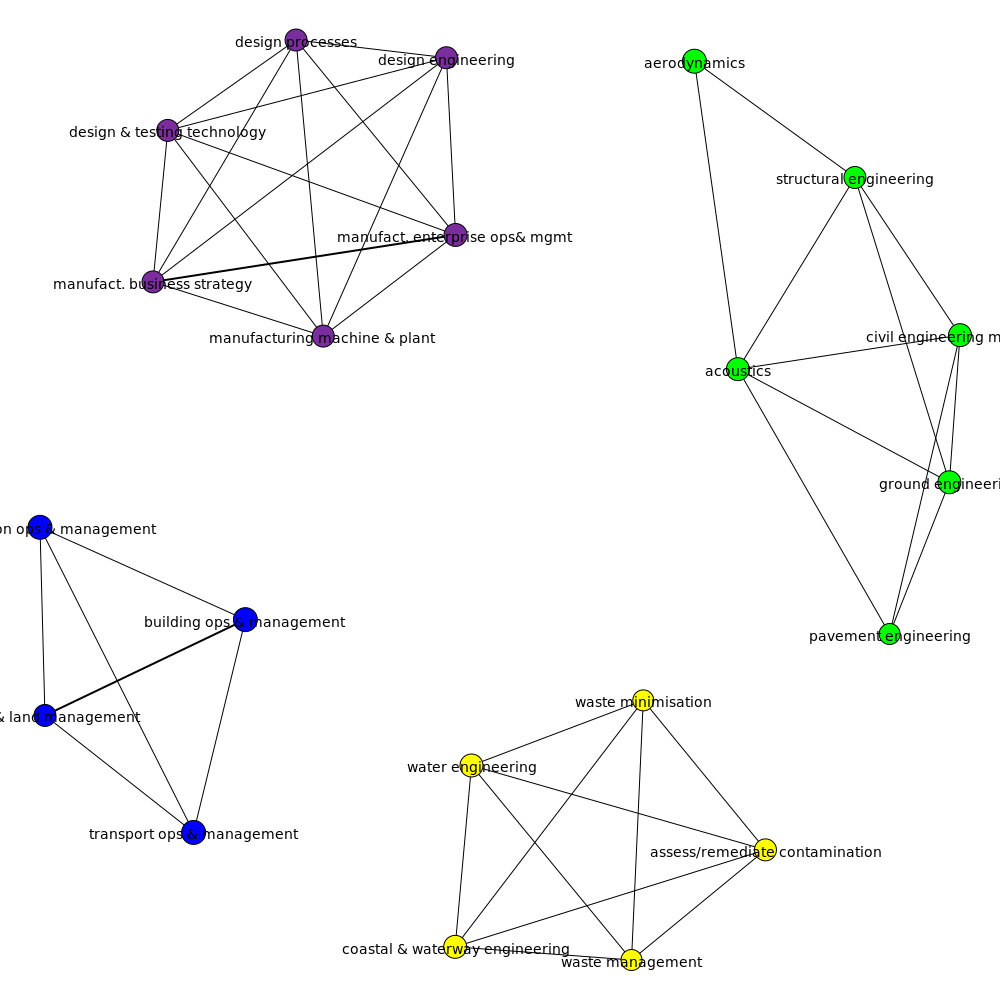 design processes
design engineering
aerodynamics
design & testing technology
structural engineering
manufact. enterprise ops& mgmt
manufact. business strategy
manufacturing machine & plant
civil engineering m
acoustics
ground engineeri
on ops & management
building ops & management
pavement engineering
& land management
waste minimisation
water engineering
transport ops & management
assess/remediate contamination
coastal & waterway engineering
waste management